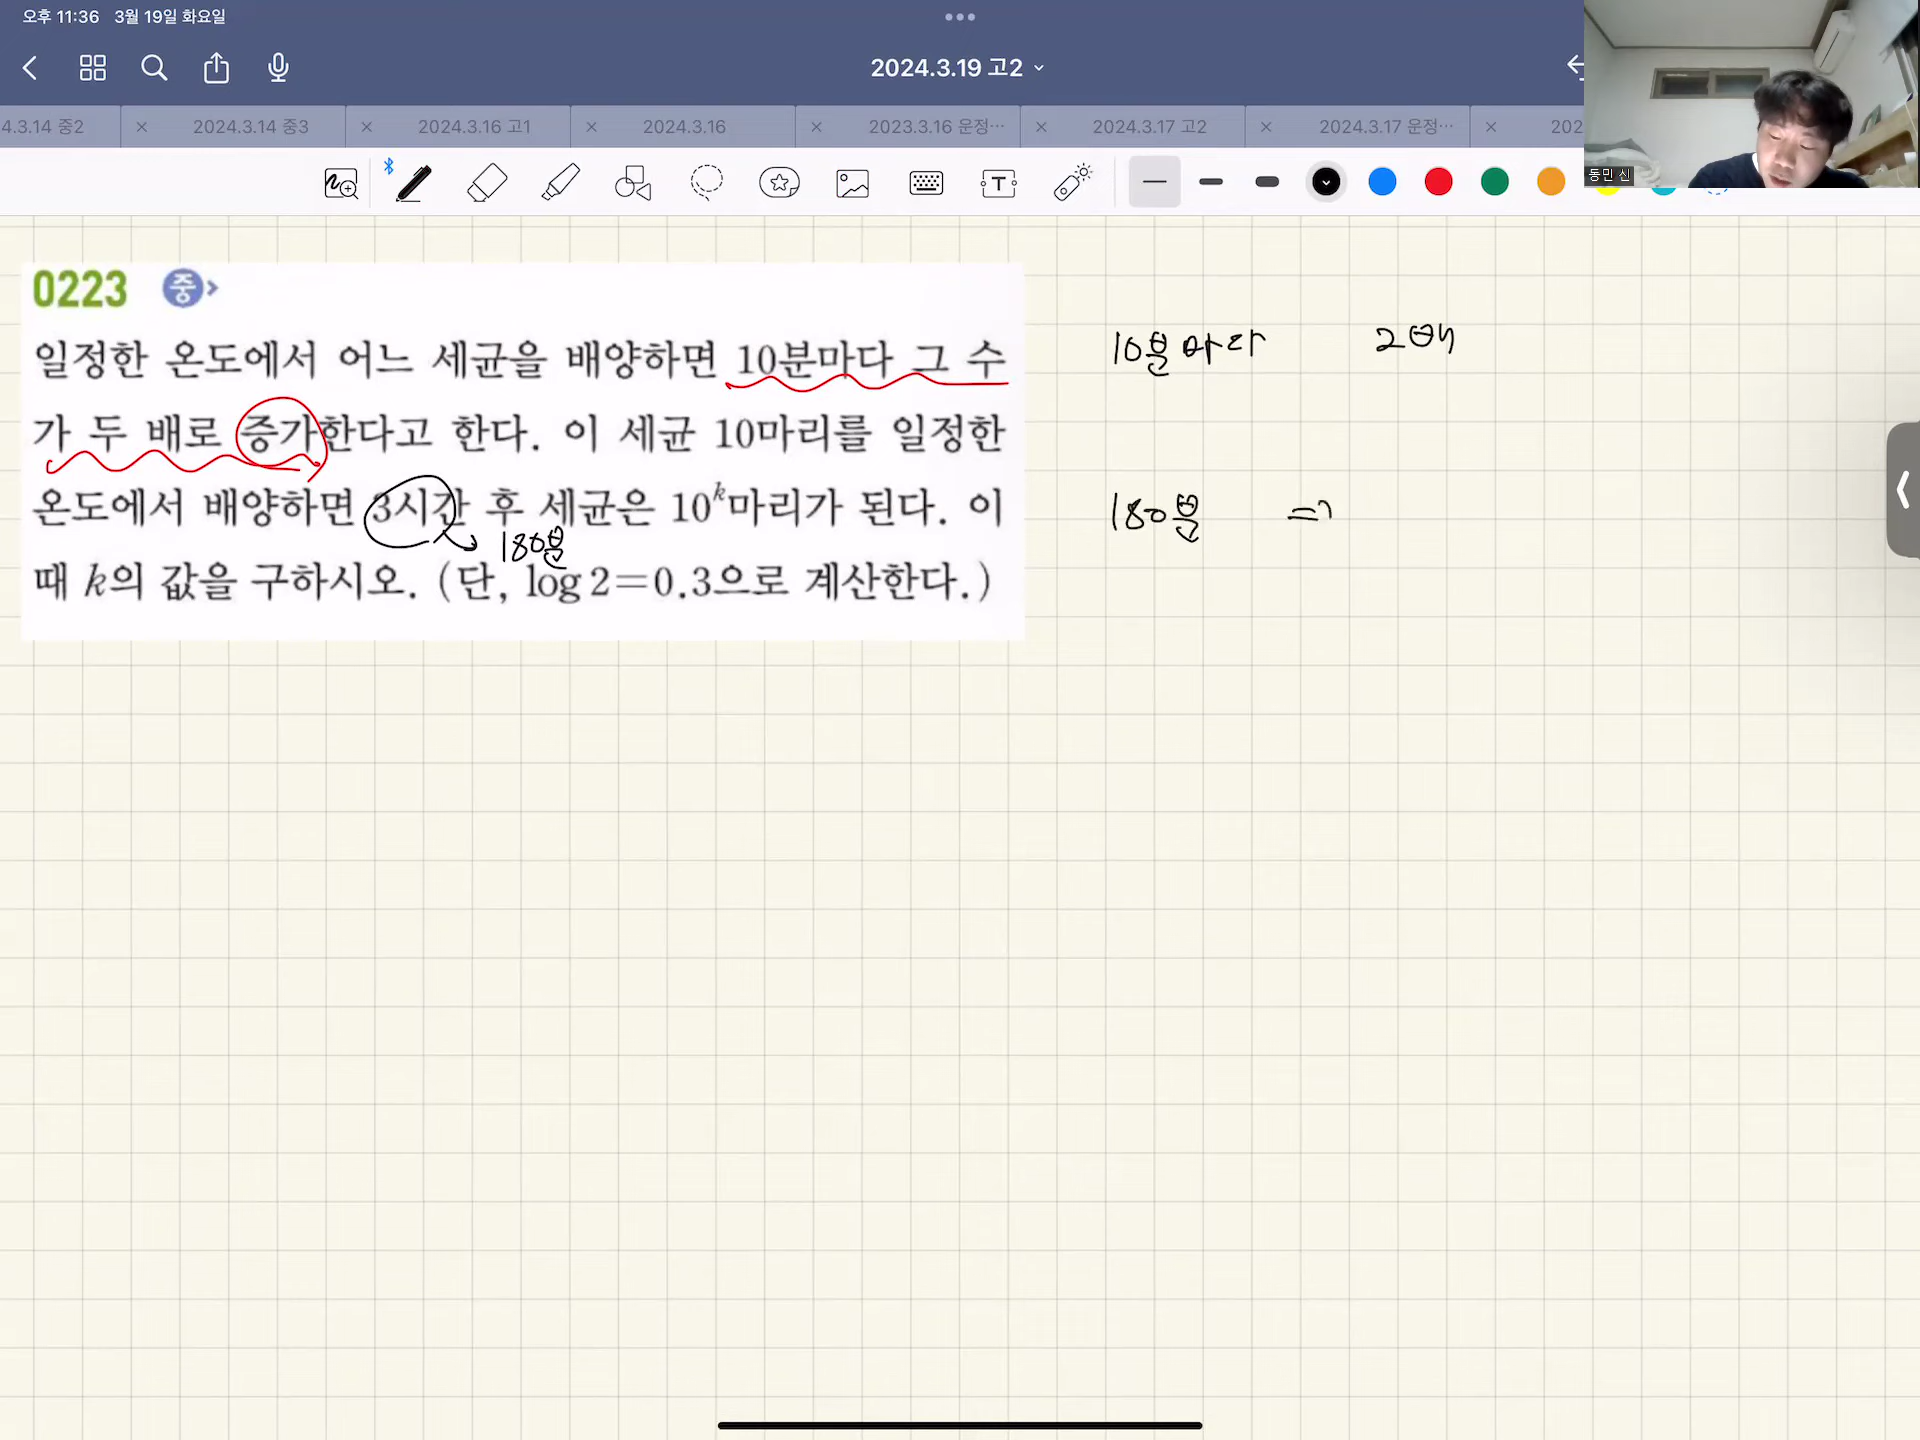 오후 11:36 3월 19일 화요일
2024.3.19 고2
4.3.14 중2
2024.3.14 중3
2024.3.16 고1
2024.3.16
2023.3.16 운정…
2024.3.17 고2
2024.3.17 운정…
202
동민 신
0223 중
일정한 온도에서 어느 세균을 배양하면 10분마다 그 수
가 두 배로 증가한다고 한다. 이 세균 10마리를 일정한
온도에서 배양하면 3시간 후 세균은 10^k마리가 된다. 이
180분
때 k의 값을 구하시오. (단, log 2=0.3으로 계산한다.)
10분마다 2배
180분 ⇒